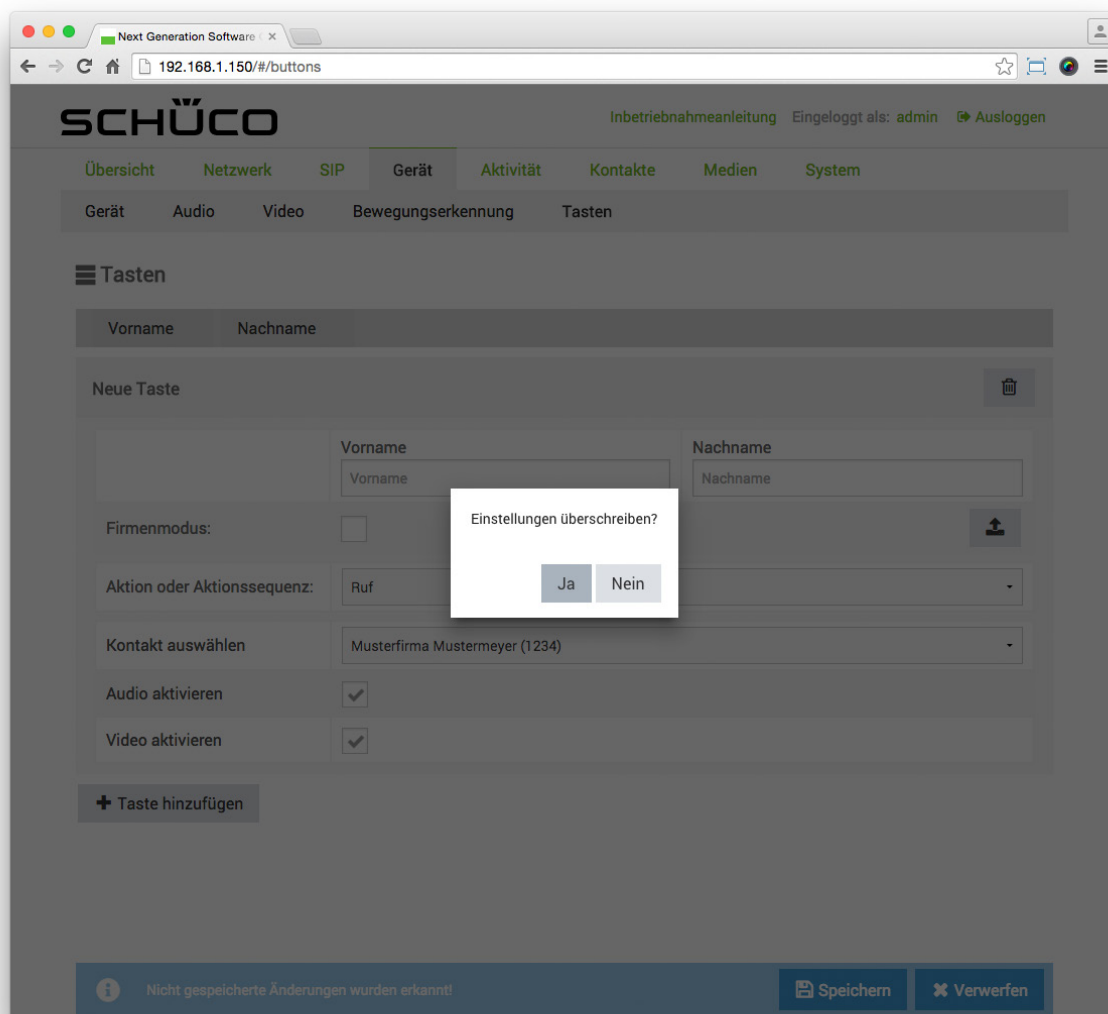 Next Generation Software
192.168.1.150/#/buttons
SCHÜCO
Inbetriebnahmeanleitung Eingeloggt als: admin Ausloggen
Übersicht Netzwerk SIP Gerät Aktivität Kontakte Medien System
Gerät Audio Video Bewegungserkennung Tasten
Tasten
Vorname Nachname
Neue Taste
Vorname Nachname
Vorname Nachname
Firmenmodus:
Einstellungen überschreiben?
Ja Nein
Aktion oder Aktionssequenz: Ruf
Kontakt auswählen Musterfirma Mustermeyer (1234)
Audio aktivieren
Video aktivieren
Taste hinzufügen
Nicht gespeicherte Änderungen wurden erkannt! Speichern Verwerfen